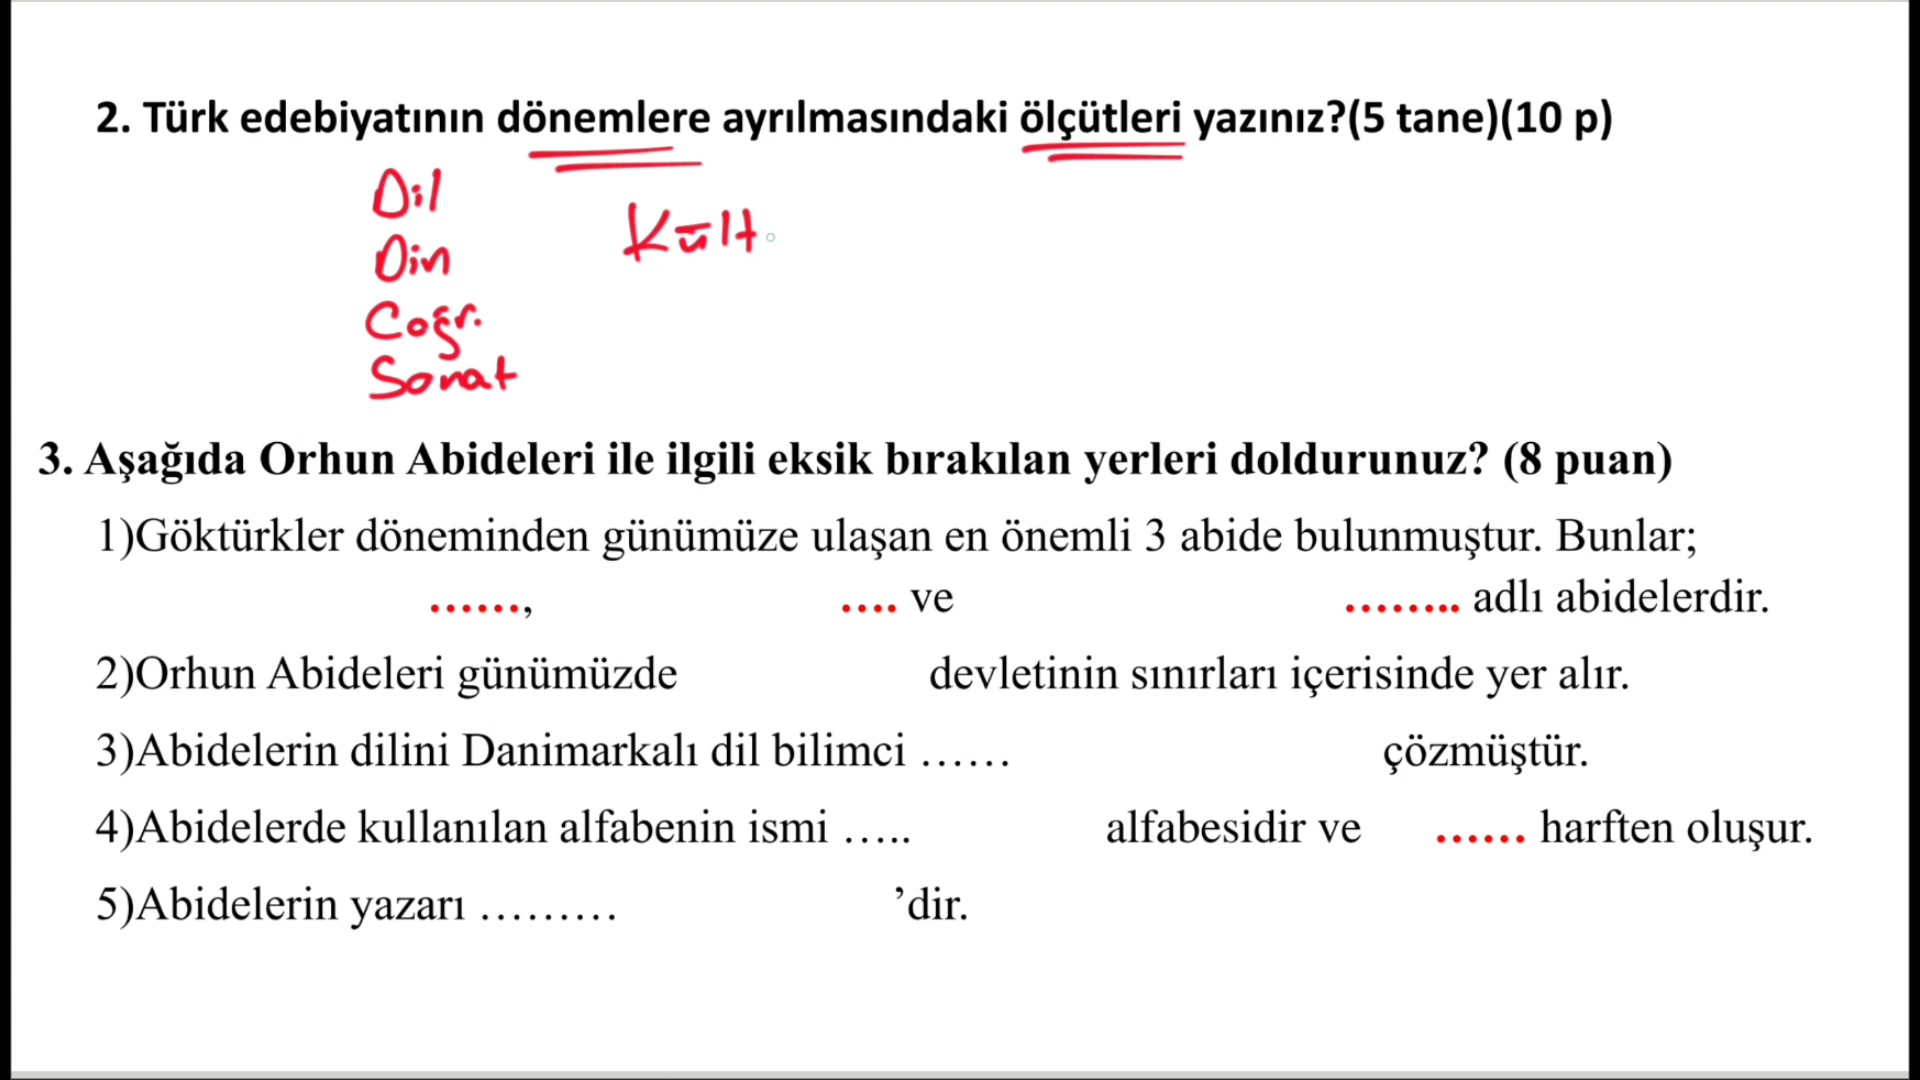 2. Türk edebiyatının dönemlere ayrılmasındaki ölçütleri yazınız?(5 tane)(10 p)
Dil
Din
Coğr.
Sanat
Kült
3. Aşağıda Orhun Abideleri ile ilgili eksik bırakılan yerleri doldurunuz? (8 puan)
1)Göktürkler döneminden günümüze ulaşan en önemli 3 abide bulunmuştur. Bunlar;
……, …. ve …….. adlı abidelerdir.
2)Orhun Abideleri günümüzde devletinin sınırları içerisinde yer alır.
3)Abidelerin dilini Danimarkalı dil bilimci …… çözmüştür.
4)Abidelerde kullanılan alfabenin ismi ….. alfabesidir ve …… harften oluşur.
5)Abidelerin yazarı ……… ’dir.